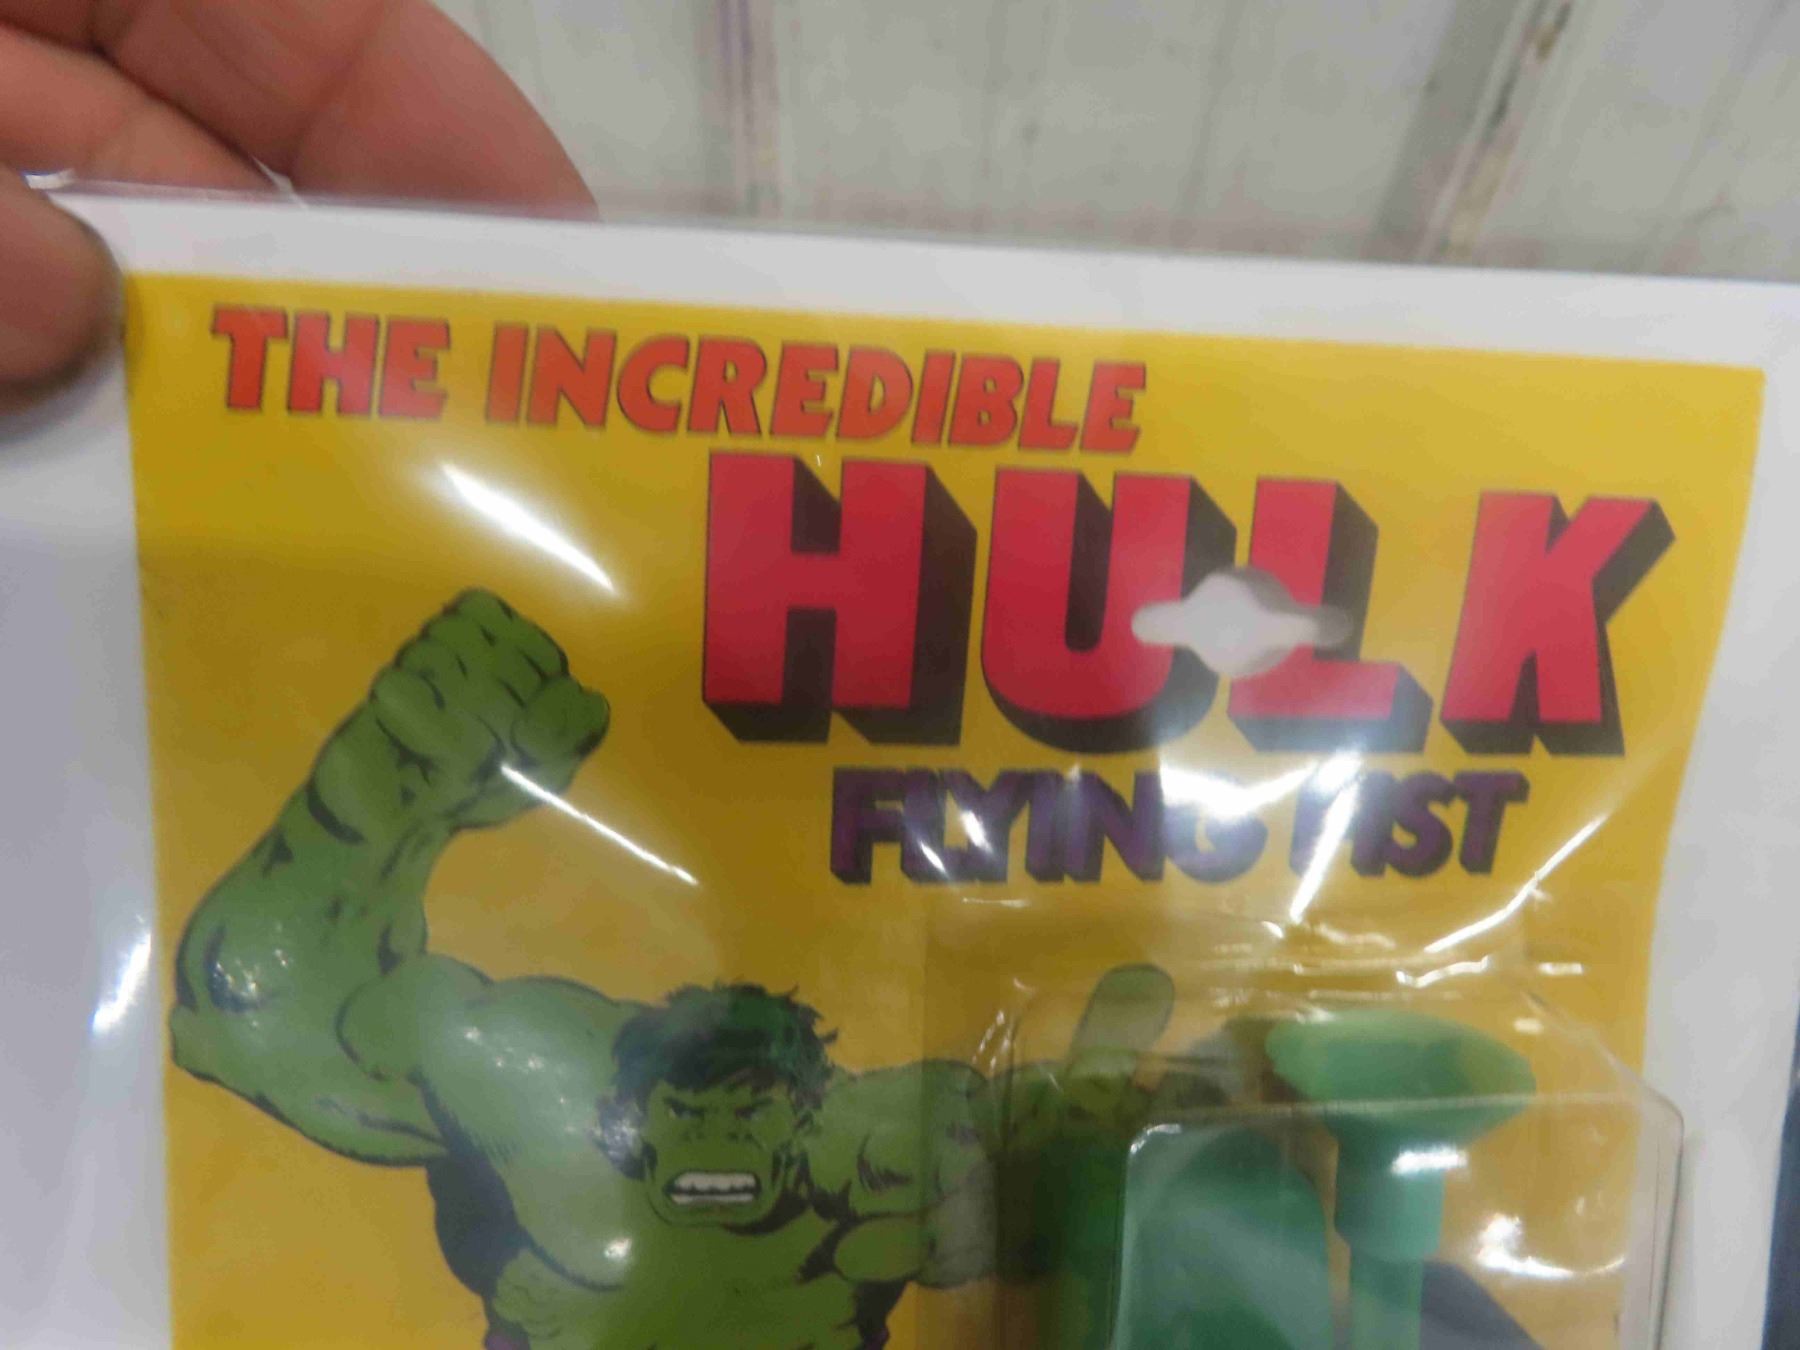 THE INCREDIBLE
HULK
FLYING FIST